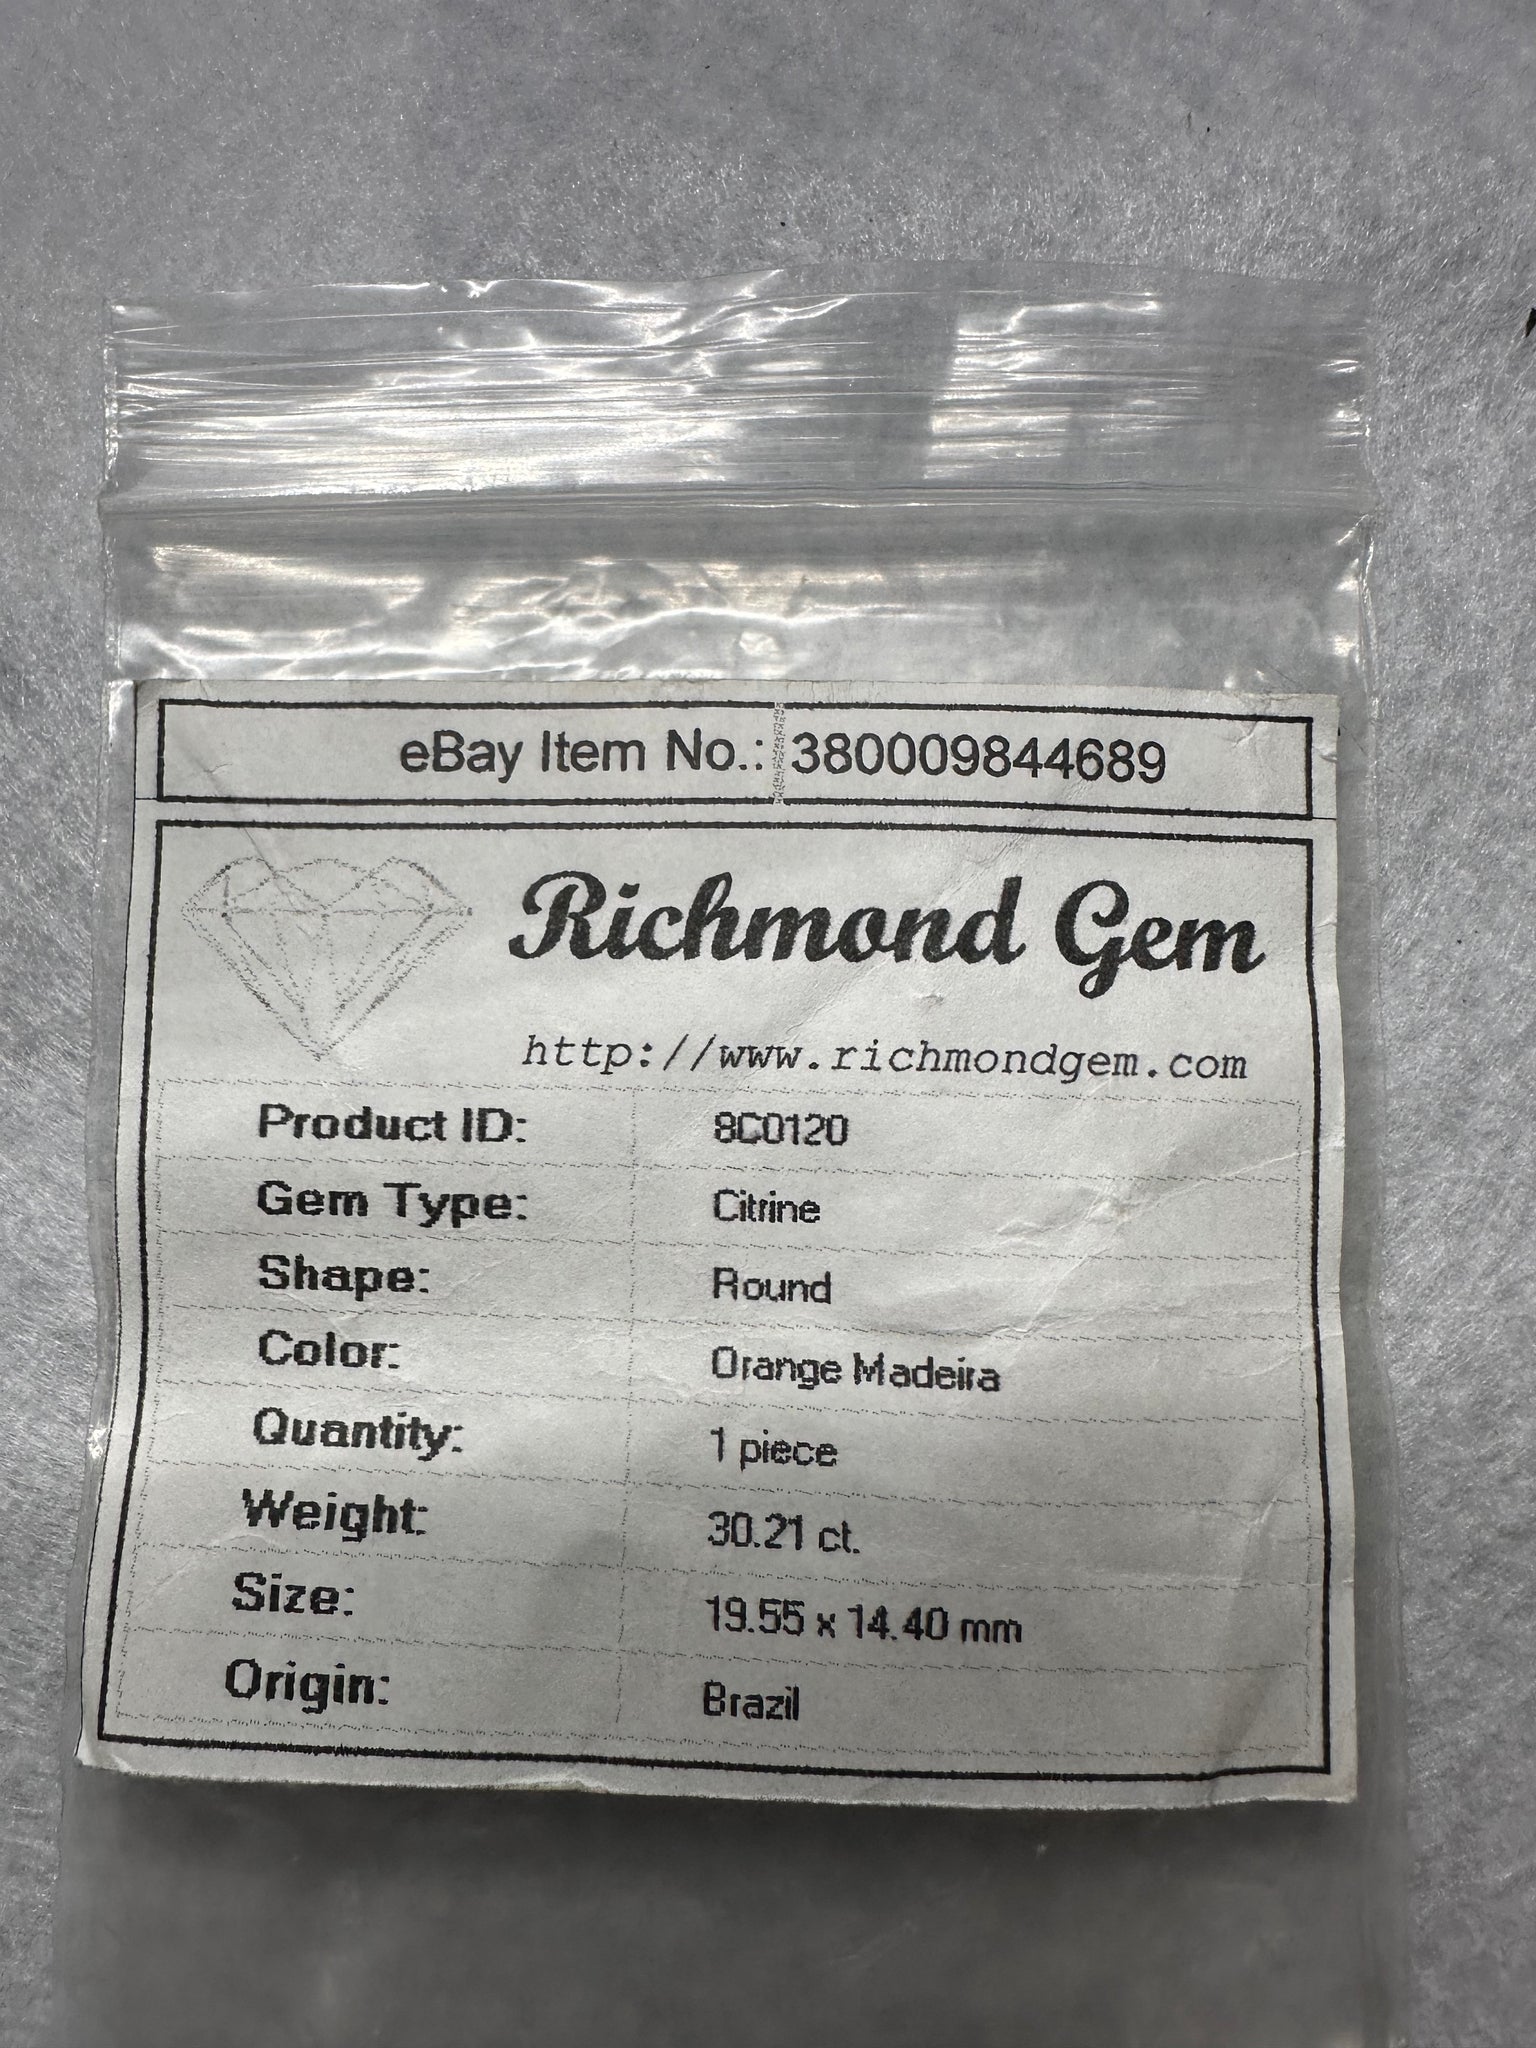 eBay Item No.: 380009844689
Richmond Gem
http://www.richmondgem.com
Product ID: 8C0120
Gem Type: Citrine
Shape: Round
Color: Orange Madeira
Quantity: 1 piece
Weight: 30.21 ct.
Size: 19.55 x 14.40 mm
Origin: Brazil